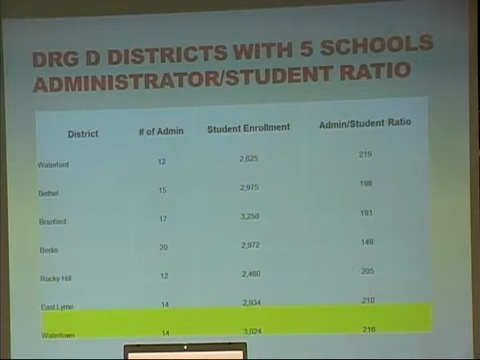 DRG D DISTRICTS WITH 5 SCHOOLS
ADMINISTRATOR/STUDENT RATIO
District # of Admin Student Enrollment Admin/Student Ratio
Waterford 12 2,625 219
Bethel 15 2,975 198
Branford 17 3,250 191
Berlin 20 2,972 149
Rocky Hill 12 2,460 205
East Lyme 14 2,934 210
Watertown 14 3,024 216